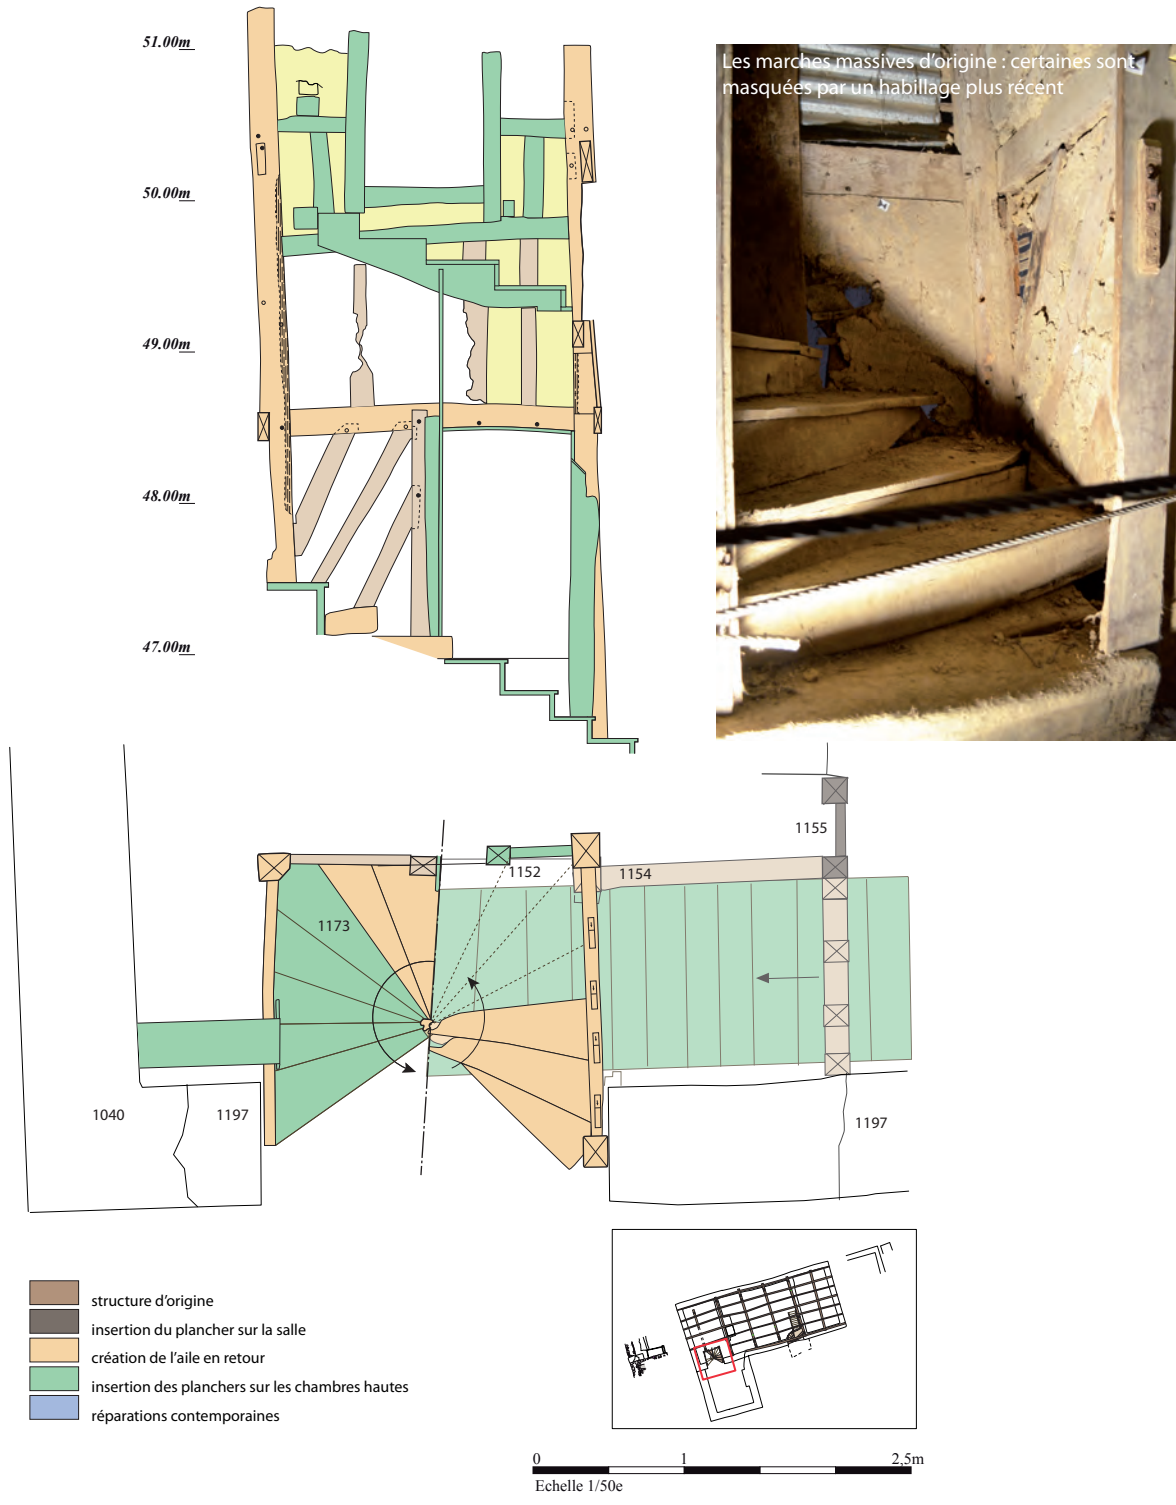 51.00m
50.00m
49.00m
48.00m
47.00m
Les marches massives d'origine : certaines sont
masquées par un habillage plus récent
1155
1152
1154
1173
1040
1197
1197
structure d'origine
insertion du plancher sur la salle
création de l'aile en retour
insertion des planchers sur les chambres hautes
réparations contemporaines
0 1 2,5m
Echelle 1/50e